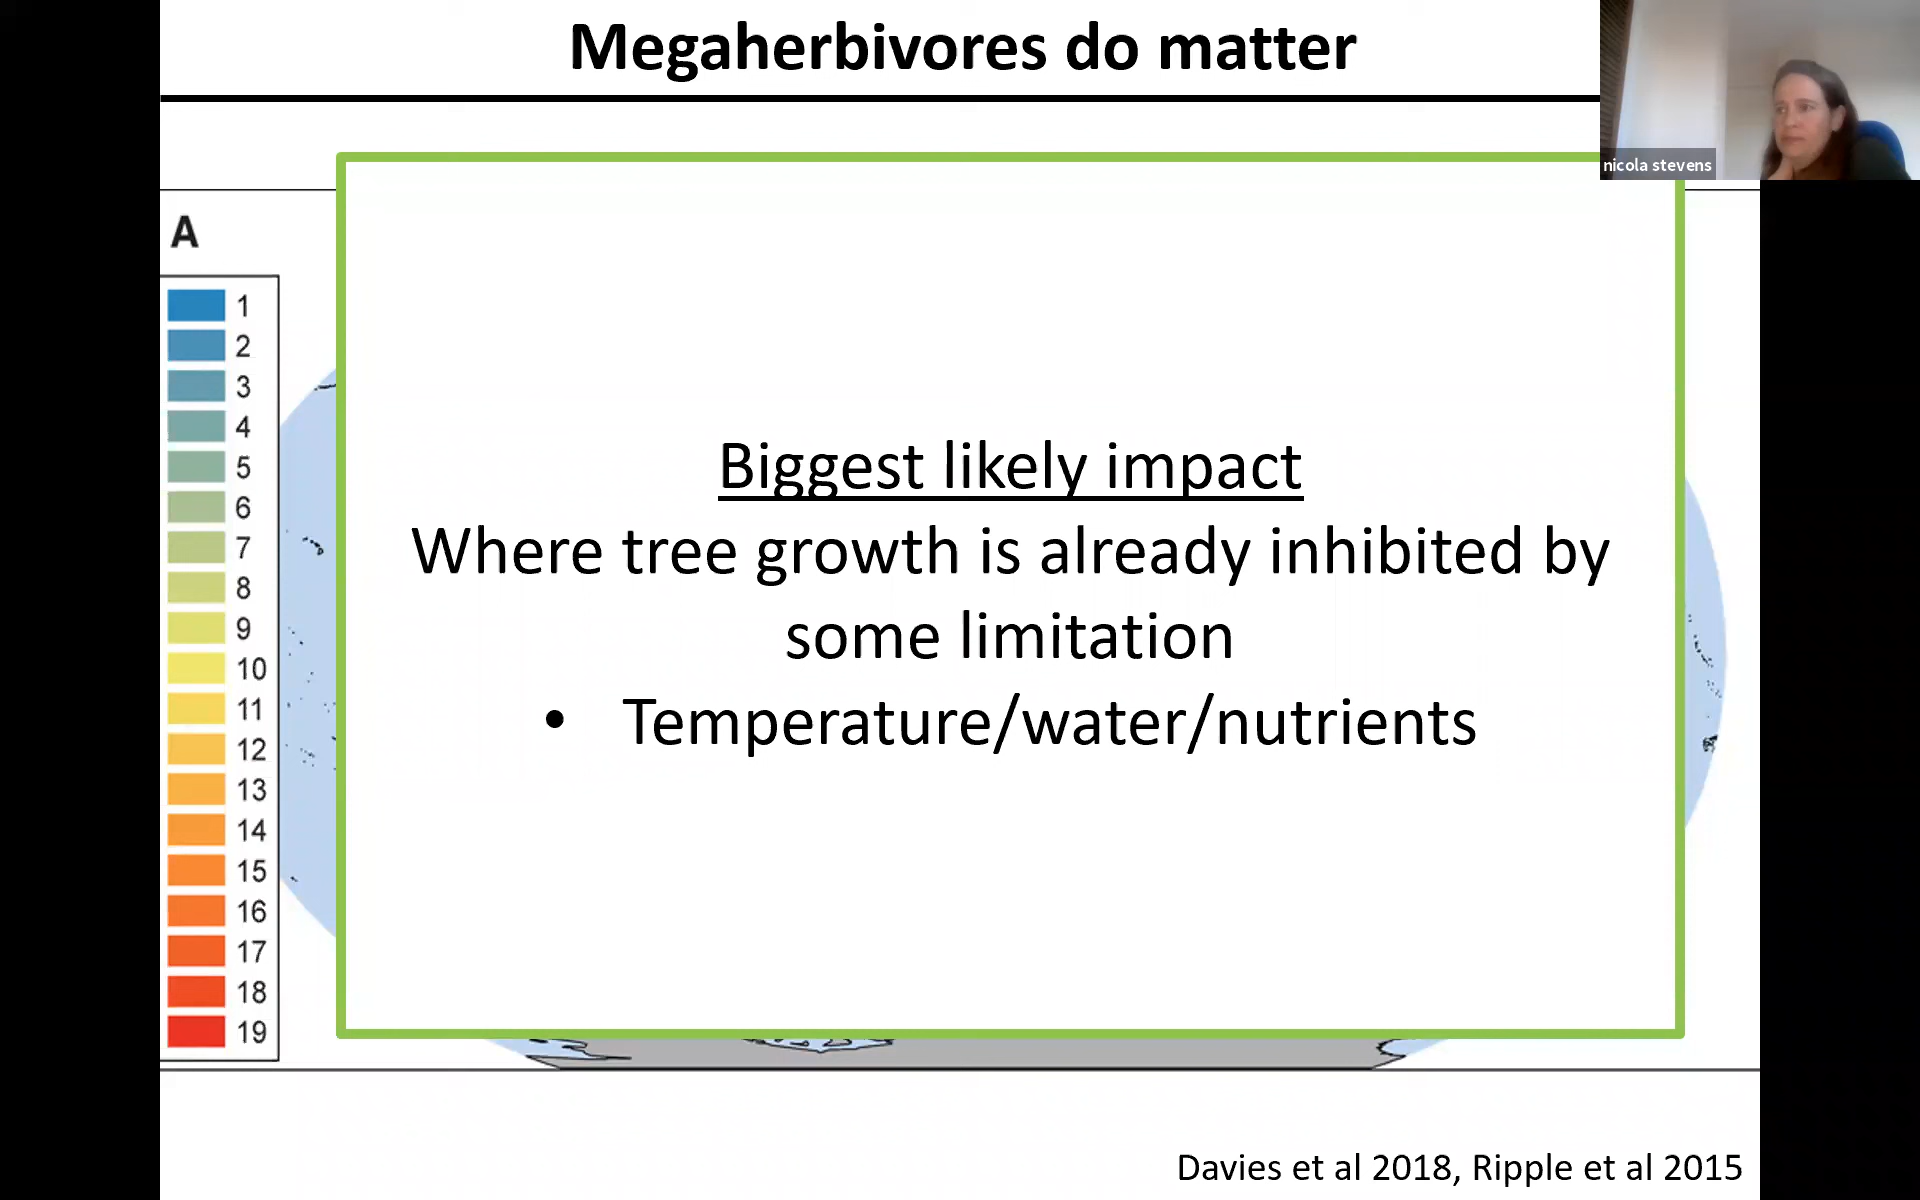 Megaherbivores do matter
nicola stevens
A
1
2
3
4
5
6
7
8
9
10
11
12
13
14
15
16
17
18
19
Biggest likely impact
Where tree growth is already inhibited by
some limitation
• Temperature/water/nutrients
Davies et al 2018, Ripple et al 2015